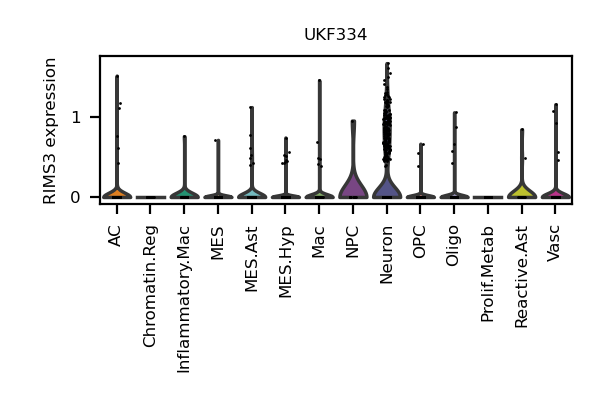 UKF334
RIMS3 expression
1
0
AC
Chromatin.Reg
Inflammatory.Mac
MES
MES.Ast
MES.Hyp
Mac
NPC
Neuron
OPC
Oligo
Prolif.Metab
Reactive.Ast
Vasc